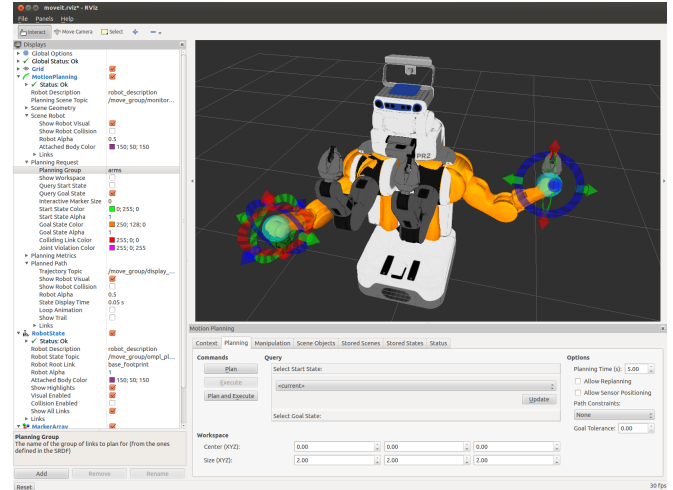 moveit.rviz* - RViz
File Panels Help
Interact Move Camera Select
Displays
Global Options
Global Status: Ok
Grid
MotionPlanning
Status: Ok
Robot Description robot_description
Planning Scene Topic /move_group/monitor...
Scene Geometry
Scene Robot
Show Robot Visual
Show Robot Collision
Robot Alpha 0.5
Attached Body Color 150; 50; 150
Links
Planning Request
Planning Group arms
Show Workspace
Query Start State
Query Goal State
Interactive Marker Size 0
Start State Color 0; 255; 0
Start State Alpha 1
Goal State Color 250; 128; 0
Goal State Alpha 1
Colliding Link Color 255; 0; 0
Joint Violation Color 255; 0; 255
Planning Metrics
Planned Path
Trajectory Topic /move_group/display_...
Show Robot Visual
Show Robot Collision
Robot Alpha 0.5
State Display Time 0.05 s
Loop Animation
Show Trail
Links
RobotState
Status: Ok
Robot Description robot_description
Robot State Topic /move_group/ompl_pl...
Robot Root Link base_footprint
Robot Alpha 1
Attached Body Color 150; 50; 150
Show Highlights
Visual Enabled
Collision Enabled
Show All Links
Links
MarkerArray
Planning Group
The name of the group of links to plan for (from the ones
defined in the SRDF)
Add Remove Rename
Reset
PR2
Motion Planning
Context Planning Manipulation Scene Objects Stored Scenes Stored States Status
Commands Query Options
Plan Select Start State: Planning Time (s): 5.00
Execute <current> Allow Replanning
Plan and Execute Update Allow Sensor Positioning
Path Constraints:
Select Goal State: None
Goal Tolerance: 0.00
Workspace
Center (XYZ): 0.00 0.00 0.00
Size (XYZ): 2.00 2.00 2.00
30 fps